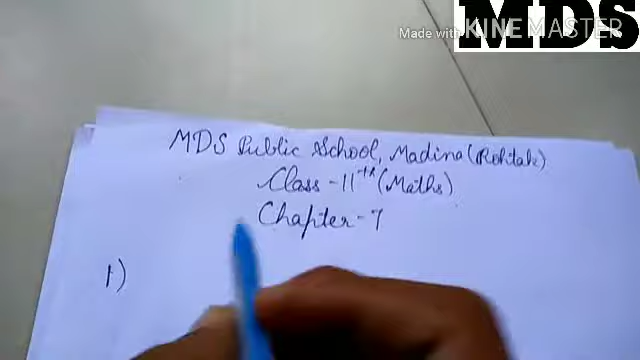 MDS
Made with KINEMASTER
MDS Public School, Madina (Rohtak)
Class - 11th (Maths)
Chapter - 7
1)